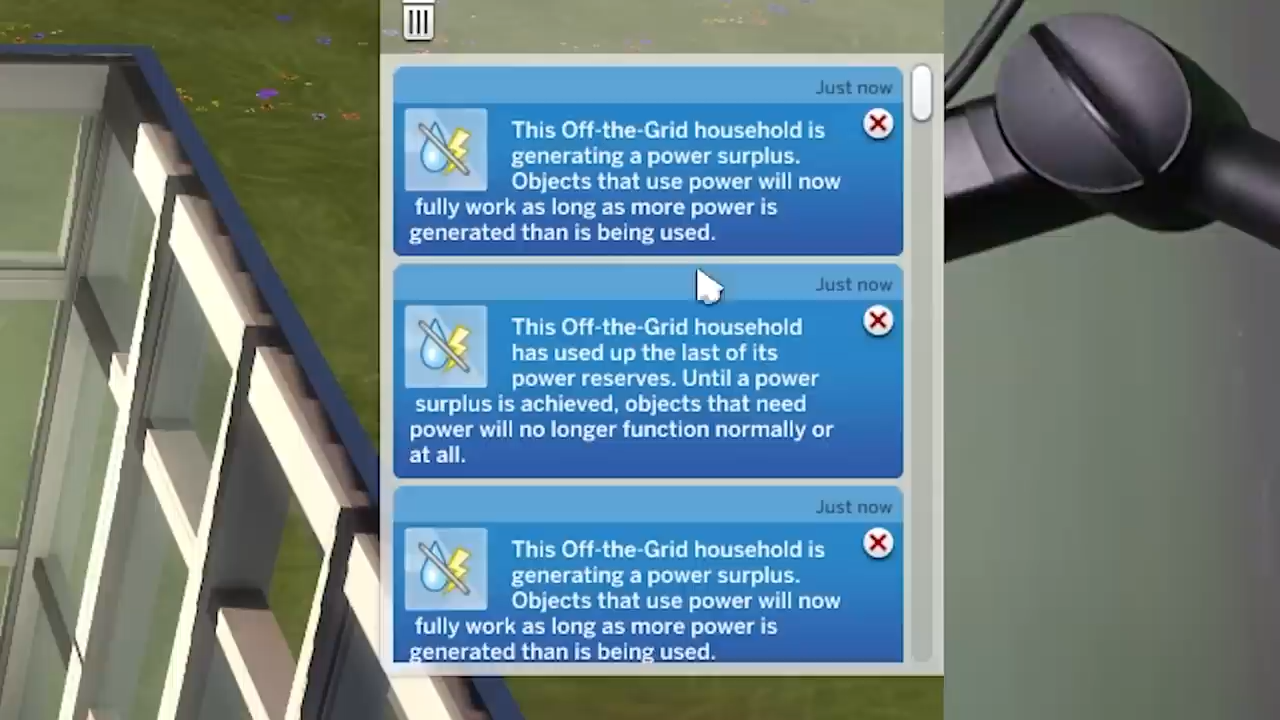 Just now
This Off-the-Grid household is
generating a power surplus.
Objects that use power will now
fully work as long as more power is
generated than is being used.
Just now
This Off-the-Grid household
has used up the last of its
power reserves. Until a power
surplus is achieved, objects that need
power will no longer function normally or
at all.
Just now
This Off-the-Grid household is
generating a power surplus.
Objects that use power will now
fully work as long as more power is
generated than is being used.